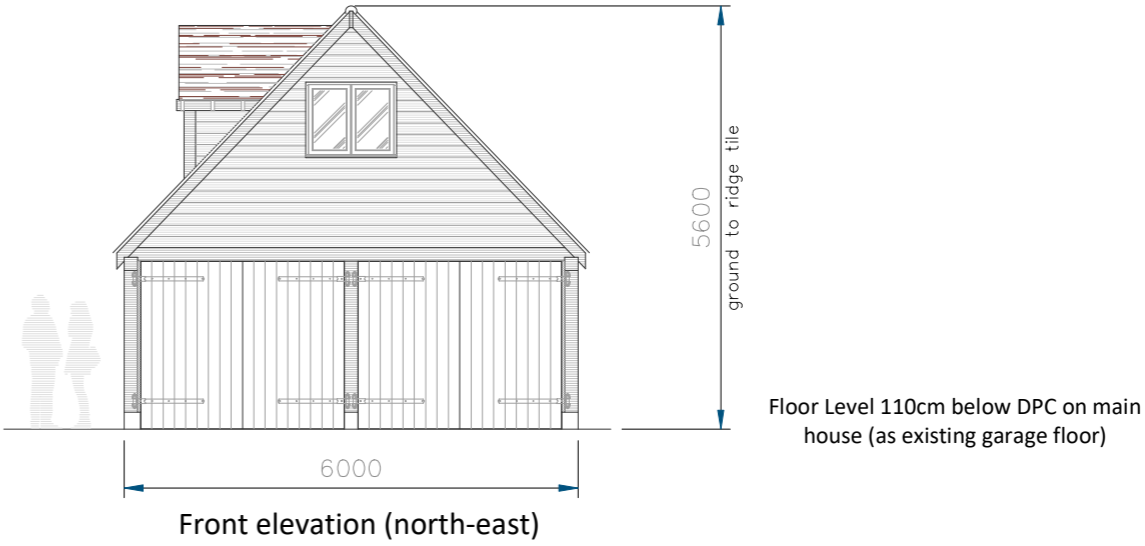 5600
ground to ridge tile
Floor Level 110cm below DPC on main
house (as existing garage floor)
6000
Front elevation (north-east)